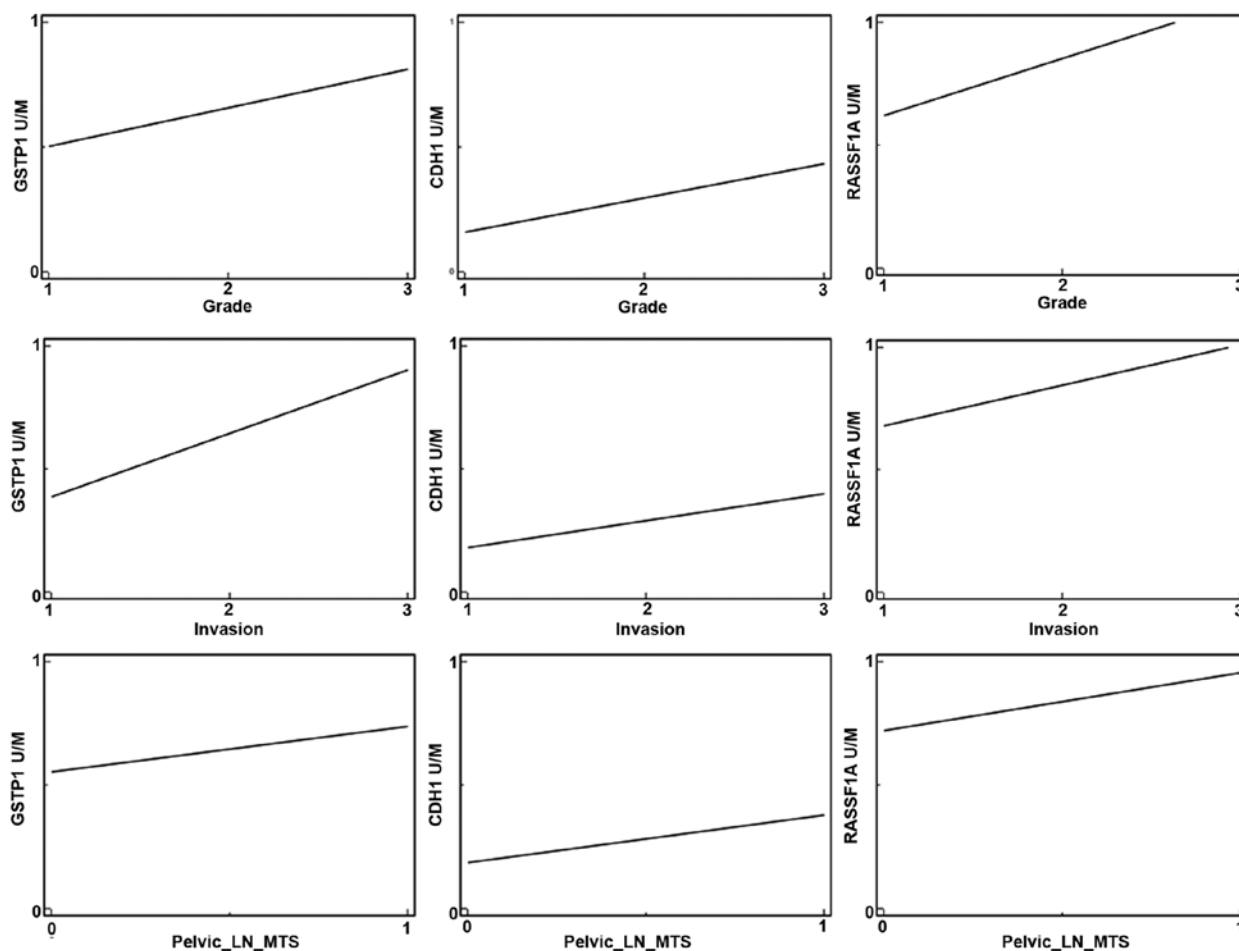 1
GSTP1 U/M
0
1 2 3
Grade
1
CDH1 U/M
0
1 2 3
Grade
1
RASSF1A U/M
0
1 2 3
Grade
1
GSTP1 U/M
0
1 2 3
Invasion
1
CDH1 U/M
0
1 2 3
Invasion
1
RASSF1A U/M
0
1 2 3
Invasion
1
GSTP1 U/M
0
0 1
Pelvic_LN_MTS
1
CDH1 U/M
0
0 1
Pelvic_LN_MTS
1
RASSF1A U/M
0
0 1
Pelvic_LN_MTS